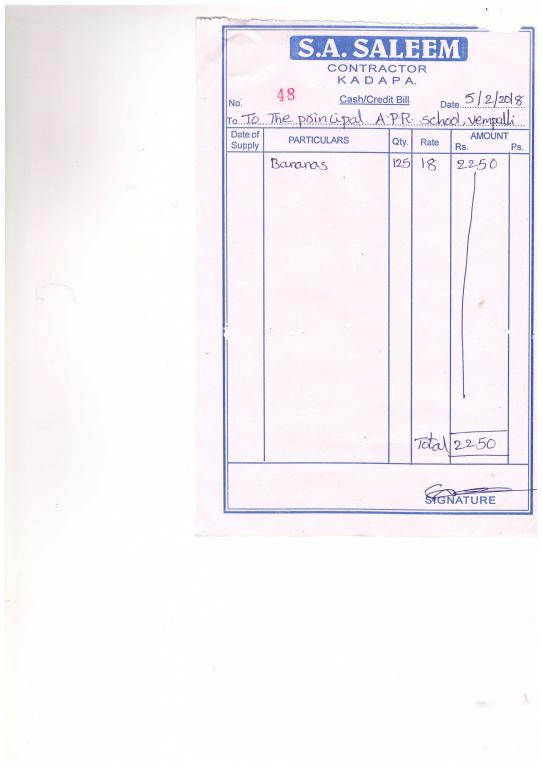 S.A. SALEEM
CONTRACTOR
KADAPA.
No. 48 Cash/Credit Bill Date 5/2/2018
To To The principal A.P.R. school, vempalli
Date of Supply PARTICULARS Qty. Rate AMOUNT Rs. Ps.
Bananas 125 18 2250
Total 2250
SIGNATURE